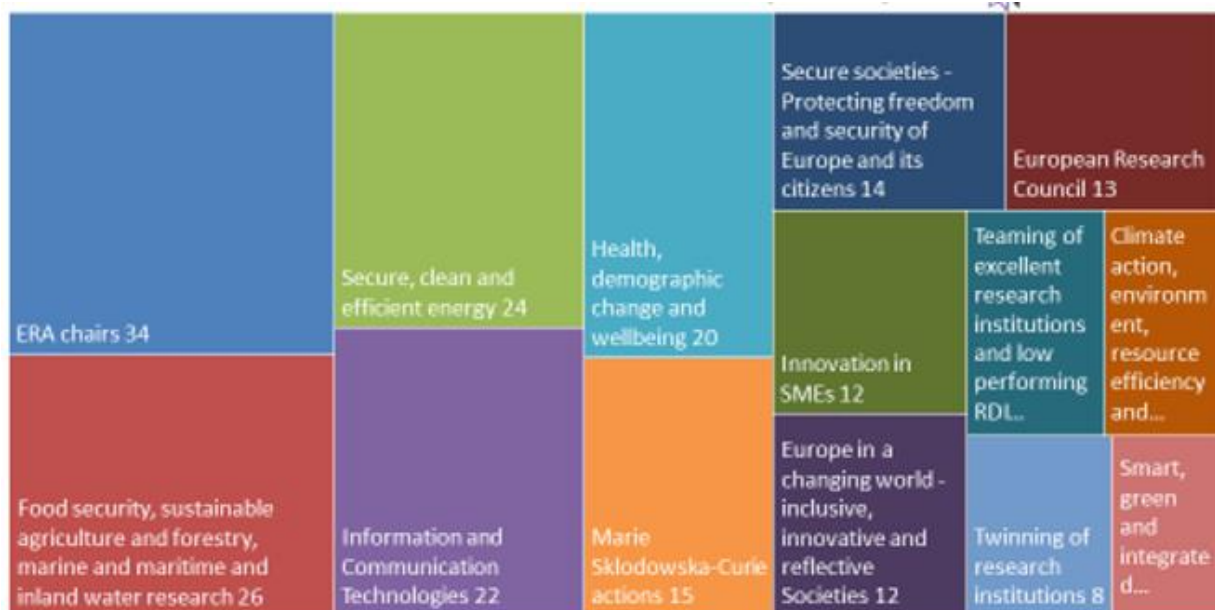 ERA chairs 34
Food security, sustainable
agriculture and forestry,
marine and maritime and
inland water research 26
Secure, clean and
efficient energy 24
Information and
Communication
Technologies 22
Health,
demographic
change and
wellbeing 20
Marie
Sklodowska-Curie
actions 15
Secure societies -
Protecting freedom
and security of
Europe and its
citizens 14
European Research
Council 13
Innovation in
SMEs 12
Europe in a
changing world -
inclusive,
innovative and
reflective
Societies 12
Teaming of
excellent
research
institutions
and low
performing
RDI...
Climate
action,
environm
ent,
resource
efficiency
and...
Twinning of
research
institutions 8
Smart,
green
and
integrate
d...